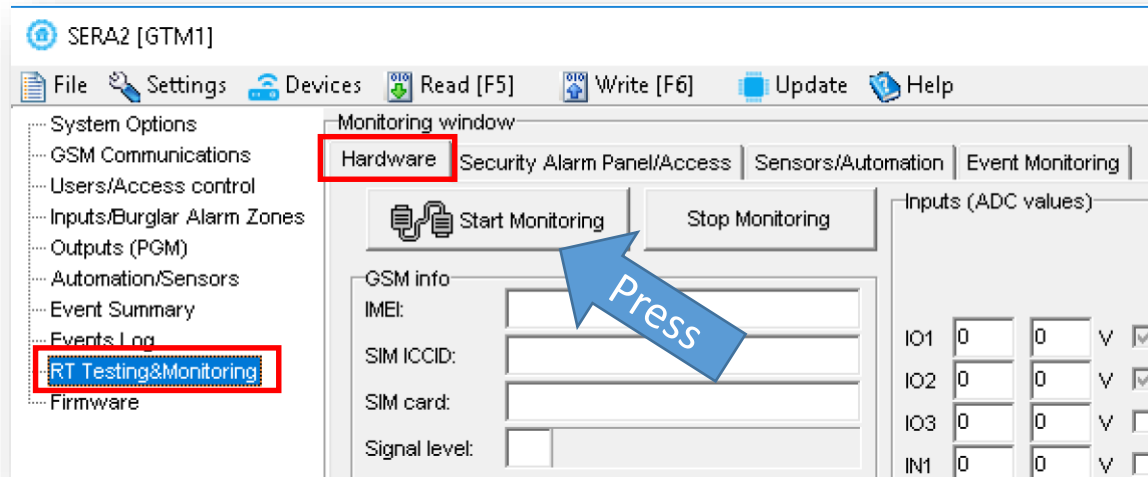 SERA2 [GTM1]
File Settings Devices Read [F5] Write [F6] Update Help
System Options
GSM Communications
Users/Access control
Inputs/Burglar Alarm Zones
Outputs (PGM)
Automation/Sensors
Event Summary
Events Log
RT Testing&Monitoring
Firmware
Monitoring window
Hardware Security Alarm Panel/Access Sensors/Automation Event Monitoring
Start Monitoring Stop Monitoring
Press
GSM info
IMEI:
SIM ICCID:
SIM card:
Signal level:
Inputs (ADC values)
IO1 0 0 V
IO2 0 0 V
IO3 0 0 V
IN1 0 0 V